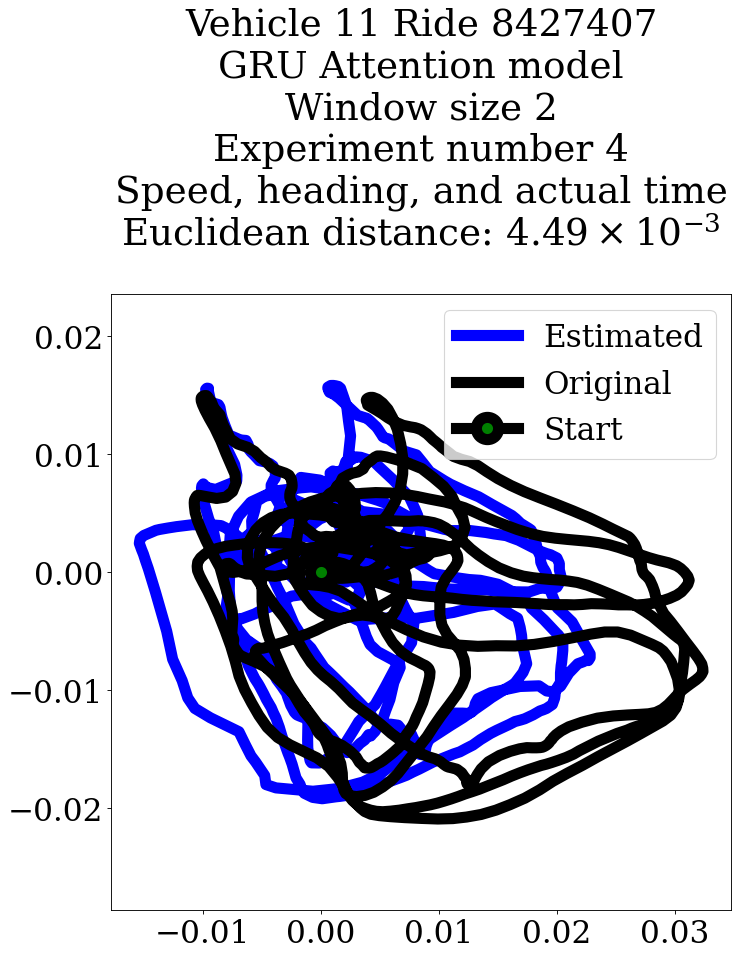 Vehicle 11 Ride 8427407
GRU Attention model
Window size 2
Experiment number 4
Speed, heading, and actual time
Euclidean distance: 4.49 × 10⁻³
Estimated
Original
Start
0.02
0.01
0.00
−0.01
−0.02
−0.01 0.00 0.01 0.02 0.03